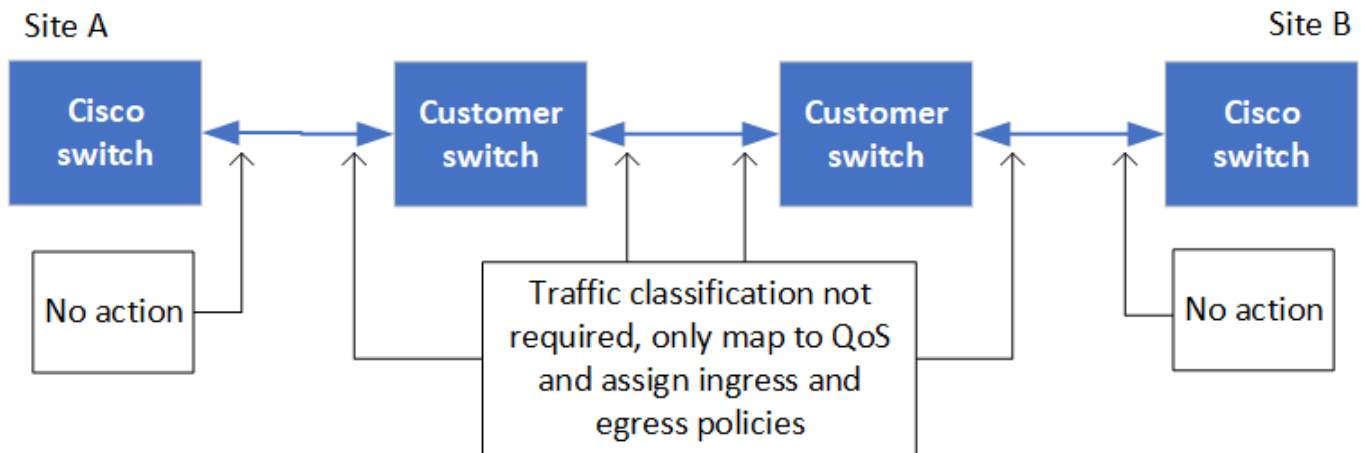 Site A
Site B
Cisco
switch
Customer
switch
Customer
switch
Cisco
switch
No action
Traffic classification not
required, only map to QoS
and assign ingress and
egress policies
No action